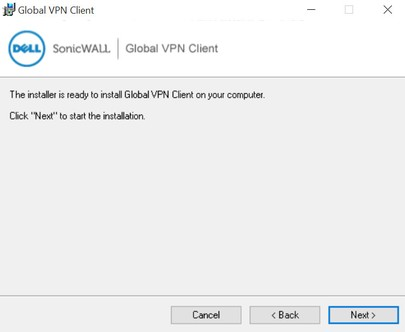 Global VPN Client
DELL SonicWALL | Global VPN Client
The installer is ready to install Global VPN Client on your computer.
Click "Next" to start the installation.
Cancel < Back Next >